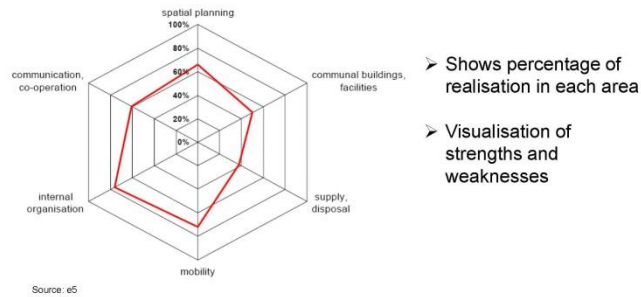 spatial planning
100%
80%
60%
40%
20%
0%
communication,
co-operation
communal buildings,
facilities
internal
organisation
supply,
disposal
mobility
Source: e5
➢ Shows percentage of
realisation in each area
➢ Visualisation of
strengths and
weaknesses